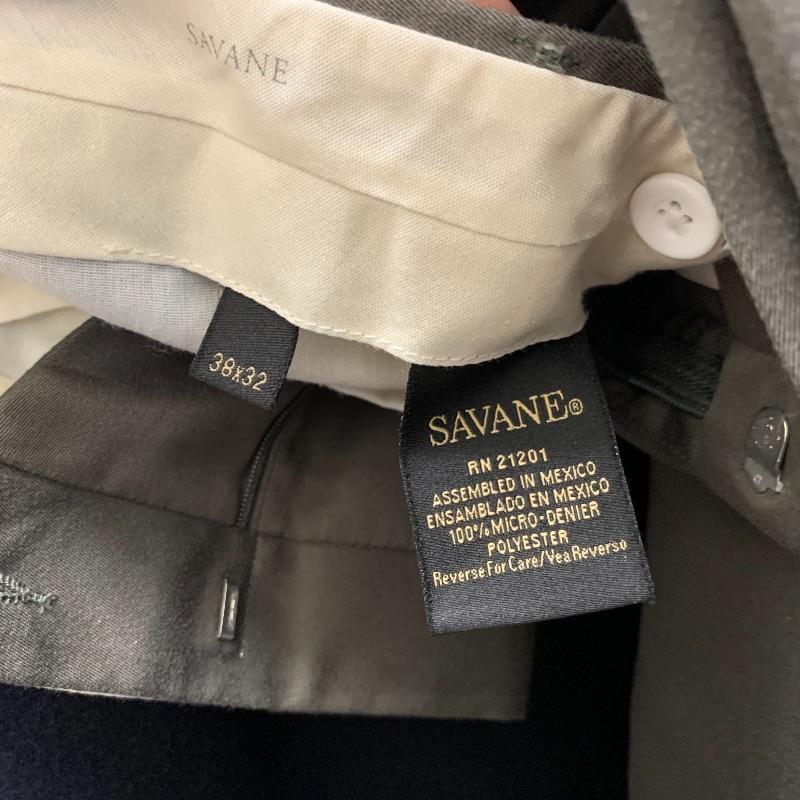 SAVANE
38x32
SAVANE®
RN 21201
ASSEMBLED IN MEXICO
ENSAMBLADO EN MEXICO
100% MICRO-DENIER
POLYESTER
Reverse For Care/Vea Reverso